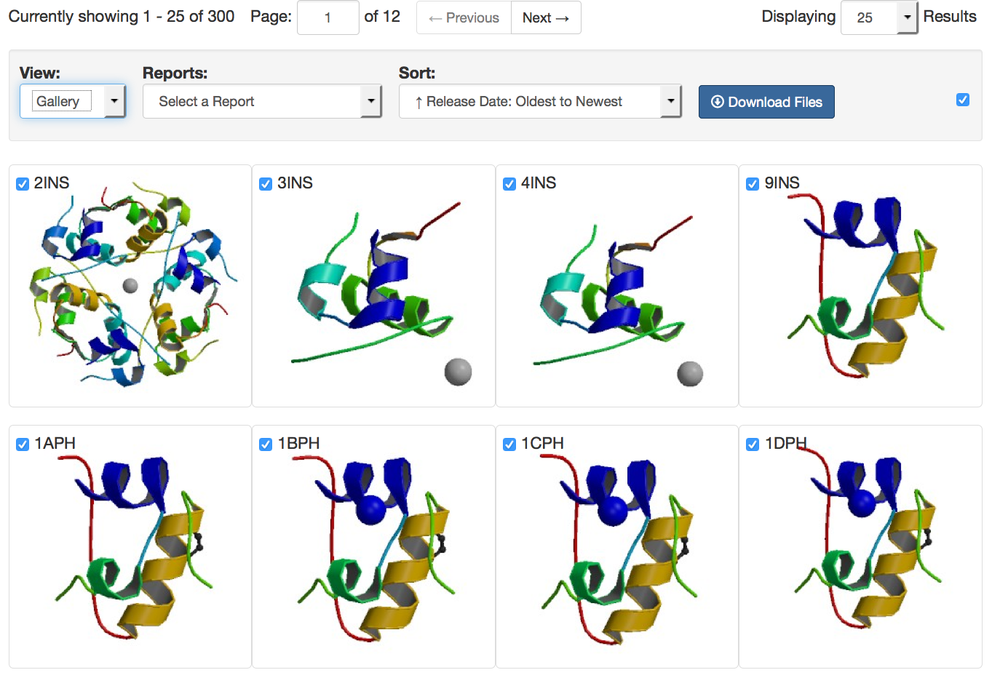 Currently showing 1 - 25 of 300 Page: 1 of 12 ← Previous Next → Displaying 25 Results
View: Reports: Sort:
Gallery Select a Report ↑ Release Date: Oldest to Newest Download Files
2INS 3INS 4INS 9INS
1APH 1BPH 1CPH 1DPH